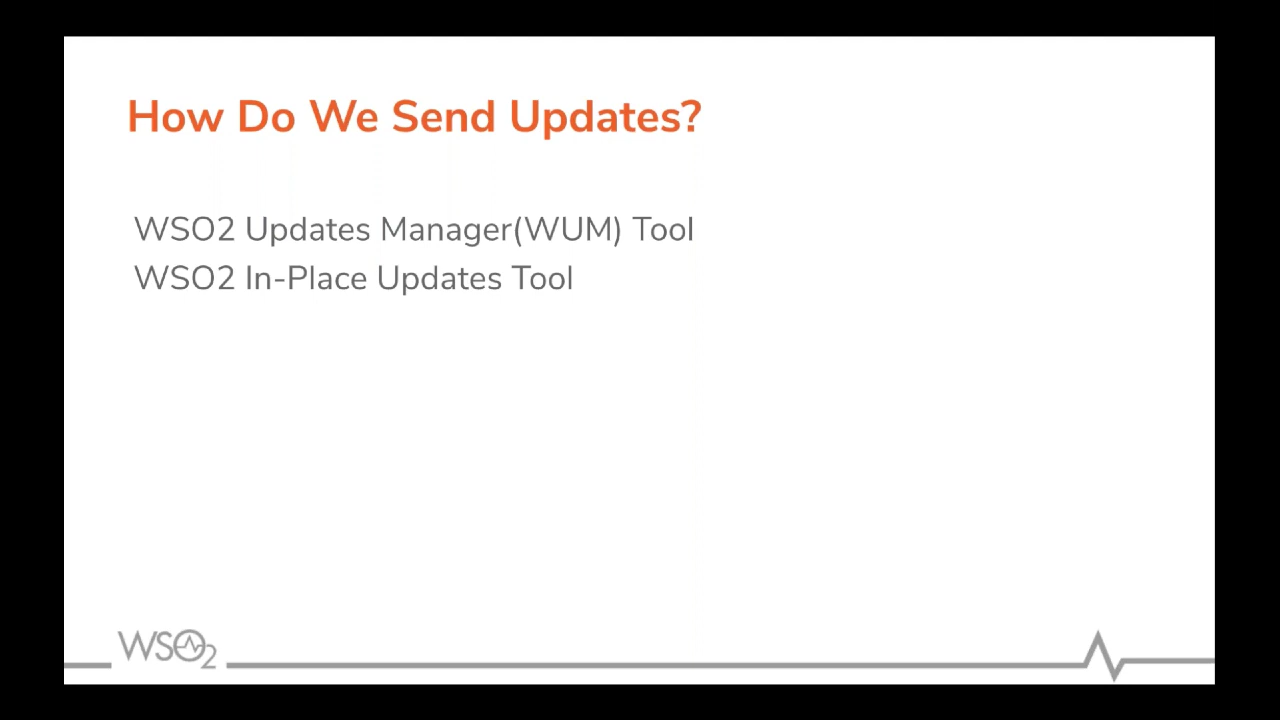 How Do We Send Updates?
WSO2 Updates Manager(WUM) Tool
WSO2 In-Place Updates Tool
WSO2